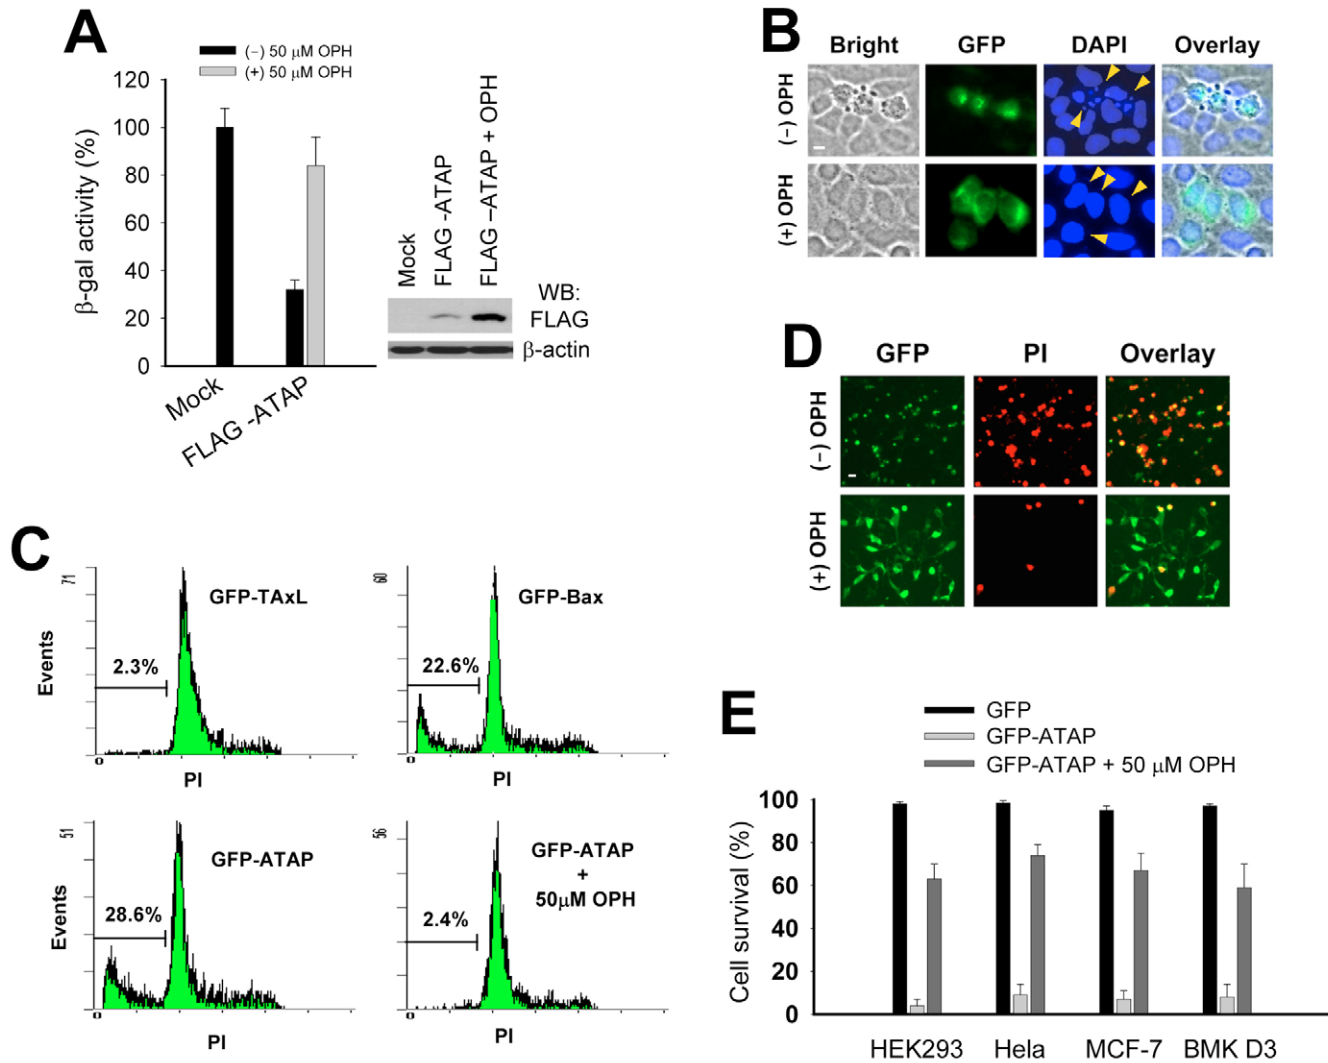 A
(−) 50 μM OPH
(+) 50 μM OPH
β-gal activity (%)
120
100
80
60
40
20
0
Mock
FLAG -ATAP
Mock
FLAG -ATAP
FLAG –ATAP + OPH
WB:
FLAG
β-actin
B
Bright GFP DAPI Overlay
(−) OPH
(+) OPH
C
Events
71
GFP-TAxL
2.3%
0
PI
60
GFP-Bax
22.6%
0
PI
Events
51
GFP-ATAP
28.6%
0
PI
56
GFP-ATAP
+
50μM OPH
2.4%
0
PI
D
GFP PI Overlay
(−) OPH
(+) OPH
E
GFP
GFP-ATAP
GFP-ATAP + 50 μM OPH
Cell survival (%)
100
80
60
40
20
0
HEK293 Hela MCF-7 BMK D3